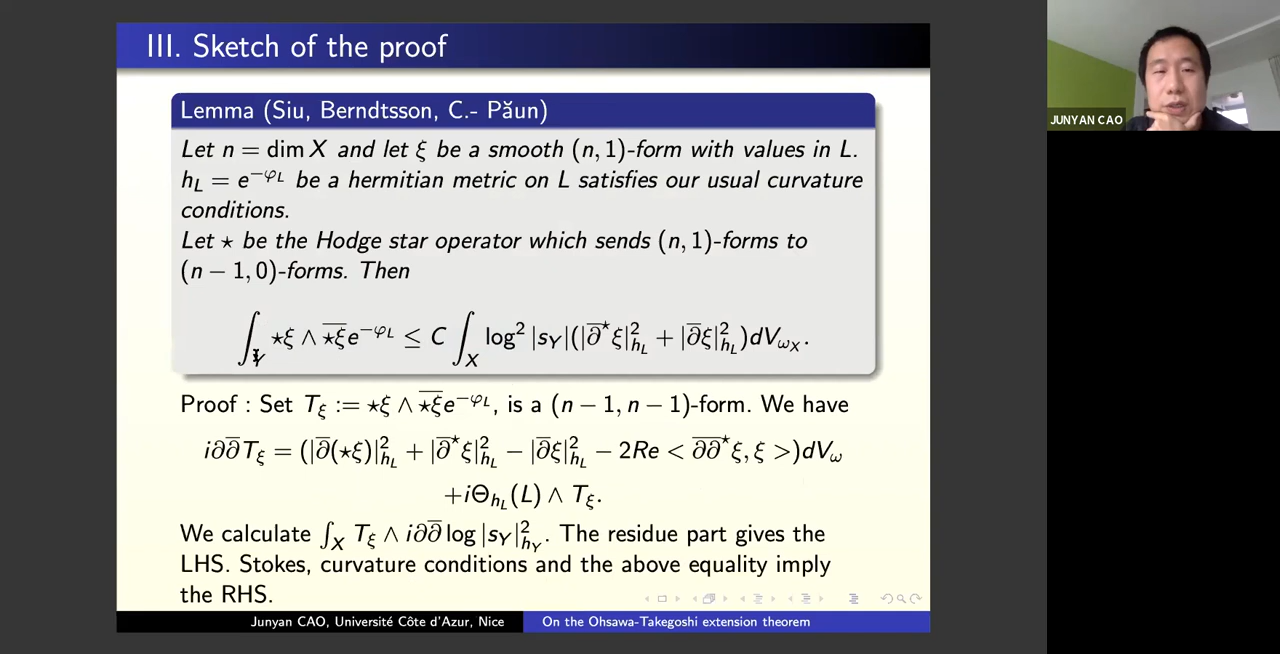 III. Sketch of the proof
JUNYAN CAO
Lemma (Siu, Berndtsson, C.- Păun)
Let n = dim X and let ξ be a smooth (n, 1)-form with values in L.
h_L = e^{−φ_L} be a hermitian metric on L satisfies our usual curvature
conditions.
Let ⋆ be the Hodge star operator which sends (n, 1)-forms to
(n − 1, 0)-forms. Then
∫_Y ⋆ξ ∧ \overline{⋆ξ} e^{−φ_L} ≤ C ∫_X log² |s_Y|(|\overline{∂}^⋆ξ|²_{h_L} + |\overline{∂}ξ|²_{h_L})dV_{ω_X}.
Proof : Set T_ξ := ⋆ξ ∧ \overline{⋆ξ} e^{−φ_L}, is a (n − 1, n − 1)-form. We have
i∂\overline{∂}T_ξ = (|\overline{∂}(⋆ξ)|²_{h_L} + |\overline{∂}^⋆ξ|²_{h_L} − |\overline{∂}ξ|²_{h_L} − 2Re < \overline{∂}\overline{∂}^⋆ξ, ξ >)dV_ω
+iΘ_{h_L}(L) ∧ T_ξ.
We calculate ∫_X T_ξ ∧ i∂\overline{∂} log |s_Y|²_{h_Y}. The residue part gives the
LHS. Stokes, curvature conditions and the above equality imply
the RHS.
Junyan CAO, Université Côte d'Azur, Nice
On the Ohsawa-Takegoshi extension theorem